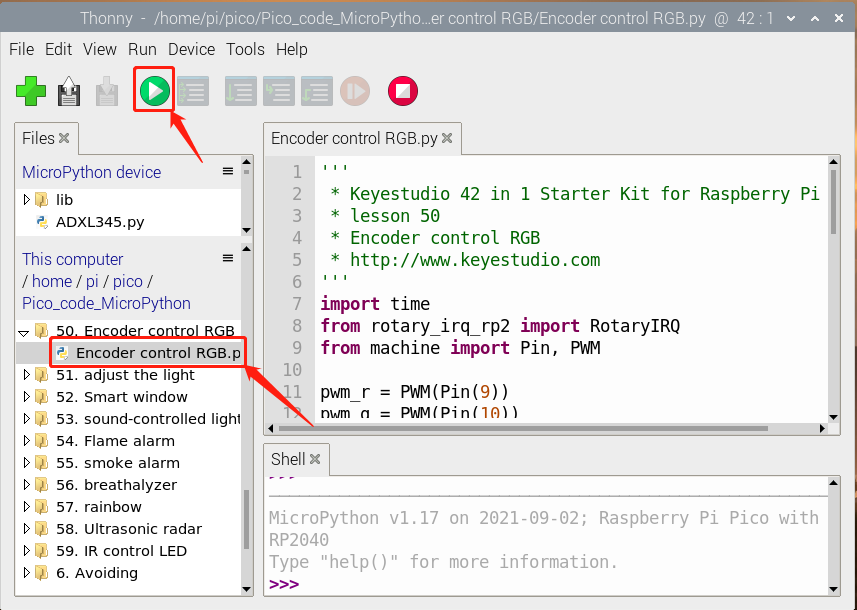 Thonny - /home/pi/pico/Pico_code_MicroPytho...er control RGB/Encoder control RGB.py @ 42 : 1
File Edit View Run Device Tools Help
Files
MicroPython device
lib
ADXL345.py
This computer
/ home / pi / pico /
Pico_code_MicroPython
50. Encoder control RGB
Encoder control RGB.p
51. adjust the light
52. Smart window
53. sound-controlled light
54. Flame alarm
55. smoke alarm
56. breathalyzer
57. rainbow
58. Ultrasonic radar
59. IR control LED
6. Avoiding
Encoder control RGB.py
1 '''
2 * Keyestudio 42 in 1 Starter Kit for Raspberry Pi
3 * lesson 50
4 * Encoder control RGB
5 * http://www.keyestudio.com
6 '''
7 import time
8 from rotary_irq_rp2 import RotaryIRQ
9 from machine import Pin, PWM
10
11 pwm_r = PWM(Pin(9))
12 pwm_g = PWM(Pin(10))
Shell
>>>
MicroPython v1.17 on 2021-09-02; Raspberry Pi Pico with
RP2040
Type "help()" for more information.
>>>